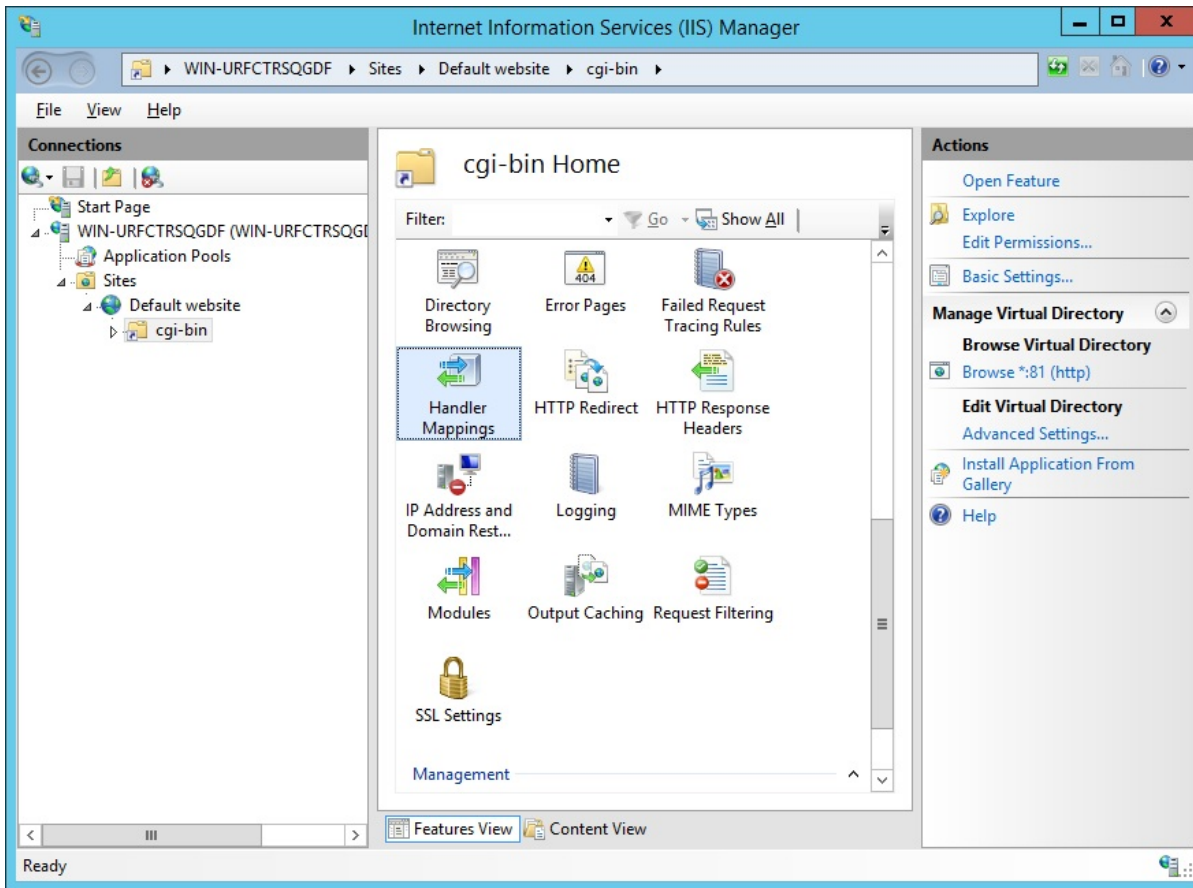 Internet Information Services (IIS) Manager
WIN-URFCTRSQGDF Sites Default website cgi-bin
File View Help
Connections
Start Page
WIN-URFCTRSQGDF (WIN-URFCTRSQGD
Application Pools
Sites
Default website
cgi-bin
cgi-bin Home
Filter: Go Show All
Directory Browsing
Error Pages
Failed Request Tracing Rules
404
Handler Mappings
HTTP Redirect
HTTP Response Headers
IP Address and Domain Rest...
Logging
MIME Types
Modules
Output Caching
Request Filtering
SSL Settings
Management
Features View
Content View
Actions
Open Feature
Explore
Edit Permissions...
Basic Settings...
Manage Virtual Directory
Browse Virtual Directory
Browse *:81 (http)
Edit Virtual Directory
Advanced Settings...
Install Application From
Gallery
Help
Ready